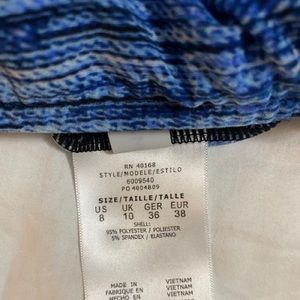 RN 40168
STYLE/MODELE/ESTILO
6009540
PO 4004809
SIZE/TAILLE/TALLE
US UK GER EUR
8 10 36 38
SHELL:
95% POLYESTER / POLIESTER
5% SPANDEX / ELASTANO
MADE IN VIETNAM
FABRIQUE EN VIETNAM
HECHO EN VIETNAM